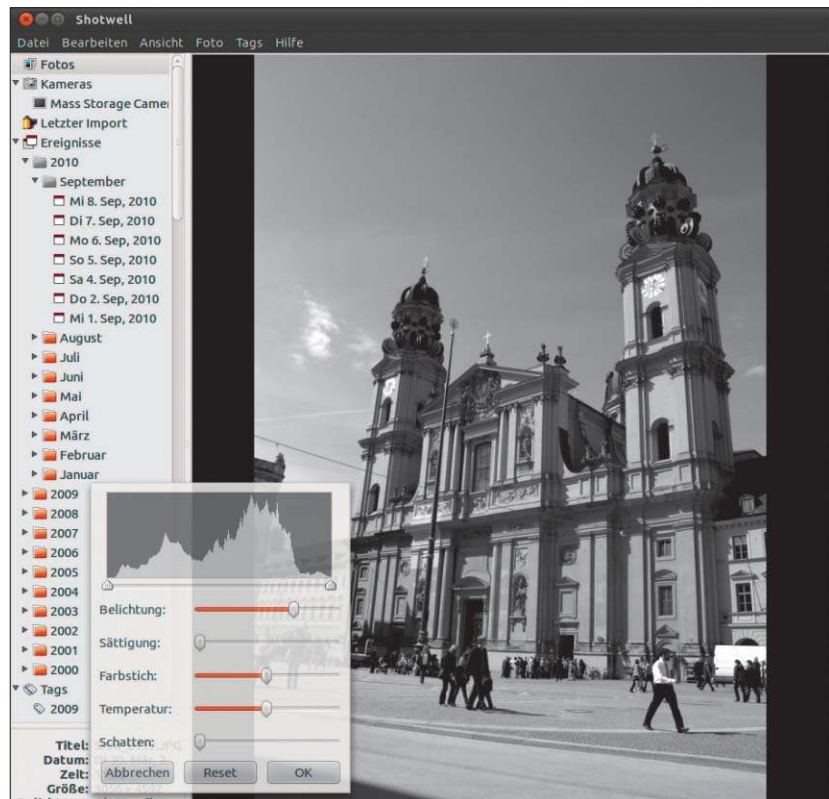 Shotwell
Datei Bearbeiten Ansicht Foto Tags Hilfe
Fotos
Kameras
Mass Storage Camer
Letzter Import
Ereignisse
2010
September
Mi 8. Sep, 2010
Di 7. Sep, 2010
Mo 6. Sep, 2010
So 5. Sep, 2010
Sa 4. Sep, 2010
Do 2. Sep, 2010
Mi 1. Sep, 2010
August
Juli
Juni
Mai
April
März
Februar
Januar
2009
2008
2007
2006
2005
2004
2003
2002
2001
2000
Tags
2009
Belichtung:
Sättigung:
Farbstich:
Temperatur:
Schatten:
Abbrechen Reset OK
Titel:
Datum:
Zeit:
Größe: